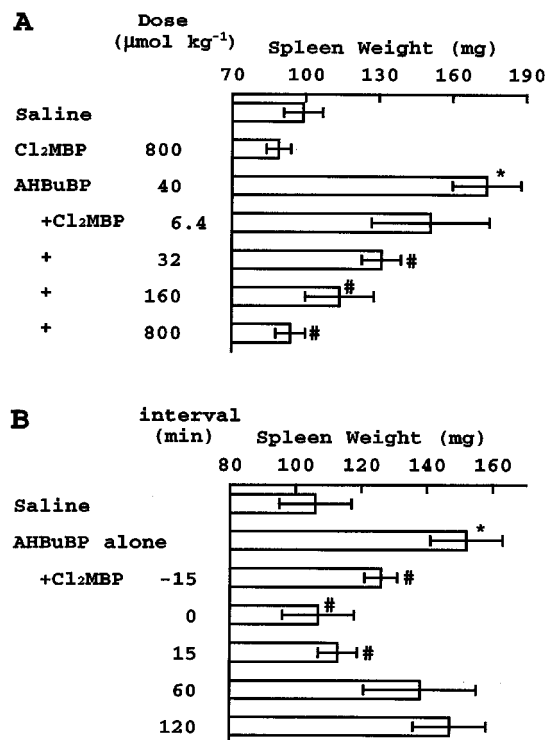 A
Dose
(μmol kg⁻¹)
Spleen Weight (mg)
70 100 130 160 190
Saline
Cl₂MBP 800
AHBuBP 40 *
+Cl₂MBP 6.4
+ 32 #
+ 160 #
+ 800 #
B
interval
(min)
Spleen Weight (mg)
80 100 120 140 160
Saline
AHBuBP alone *
+Cl₂MBP -15 #
0 #
15 #
60
120